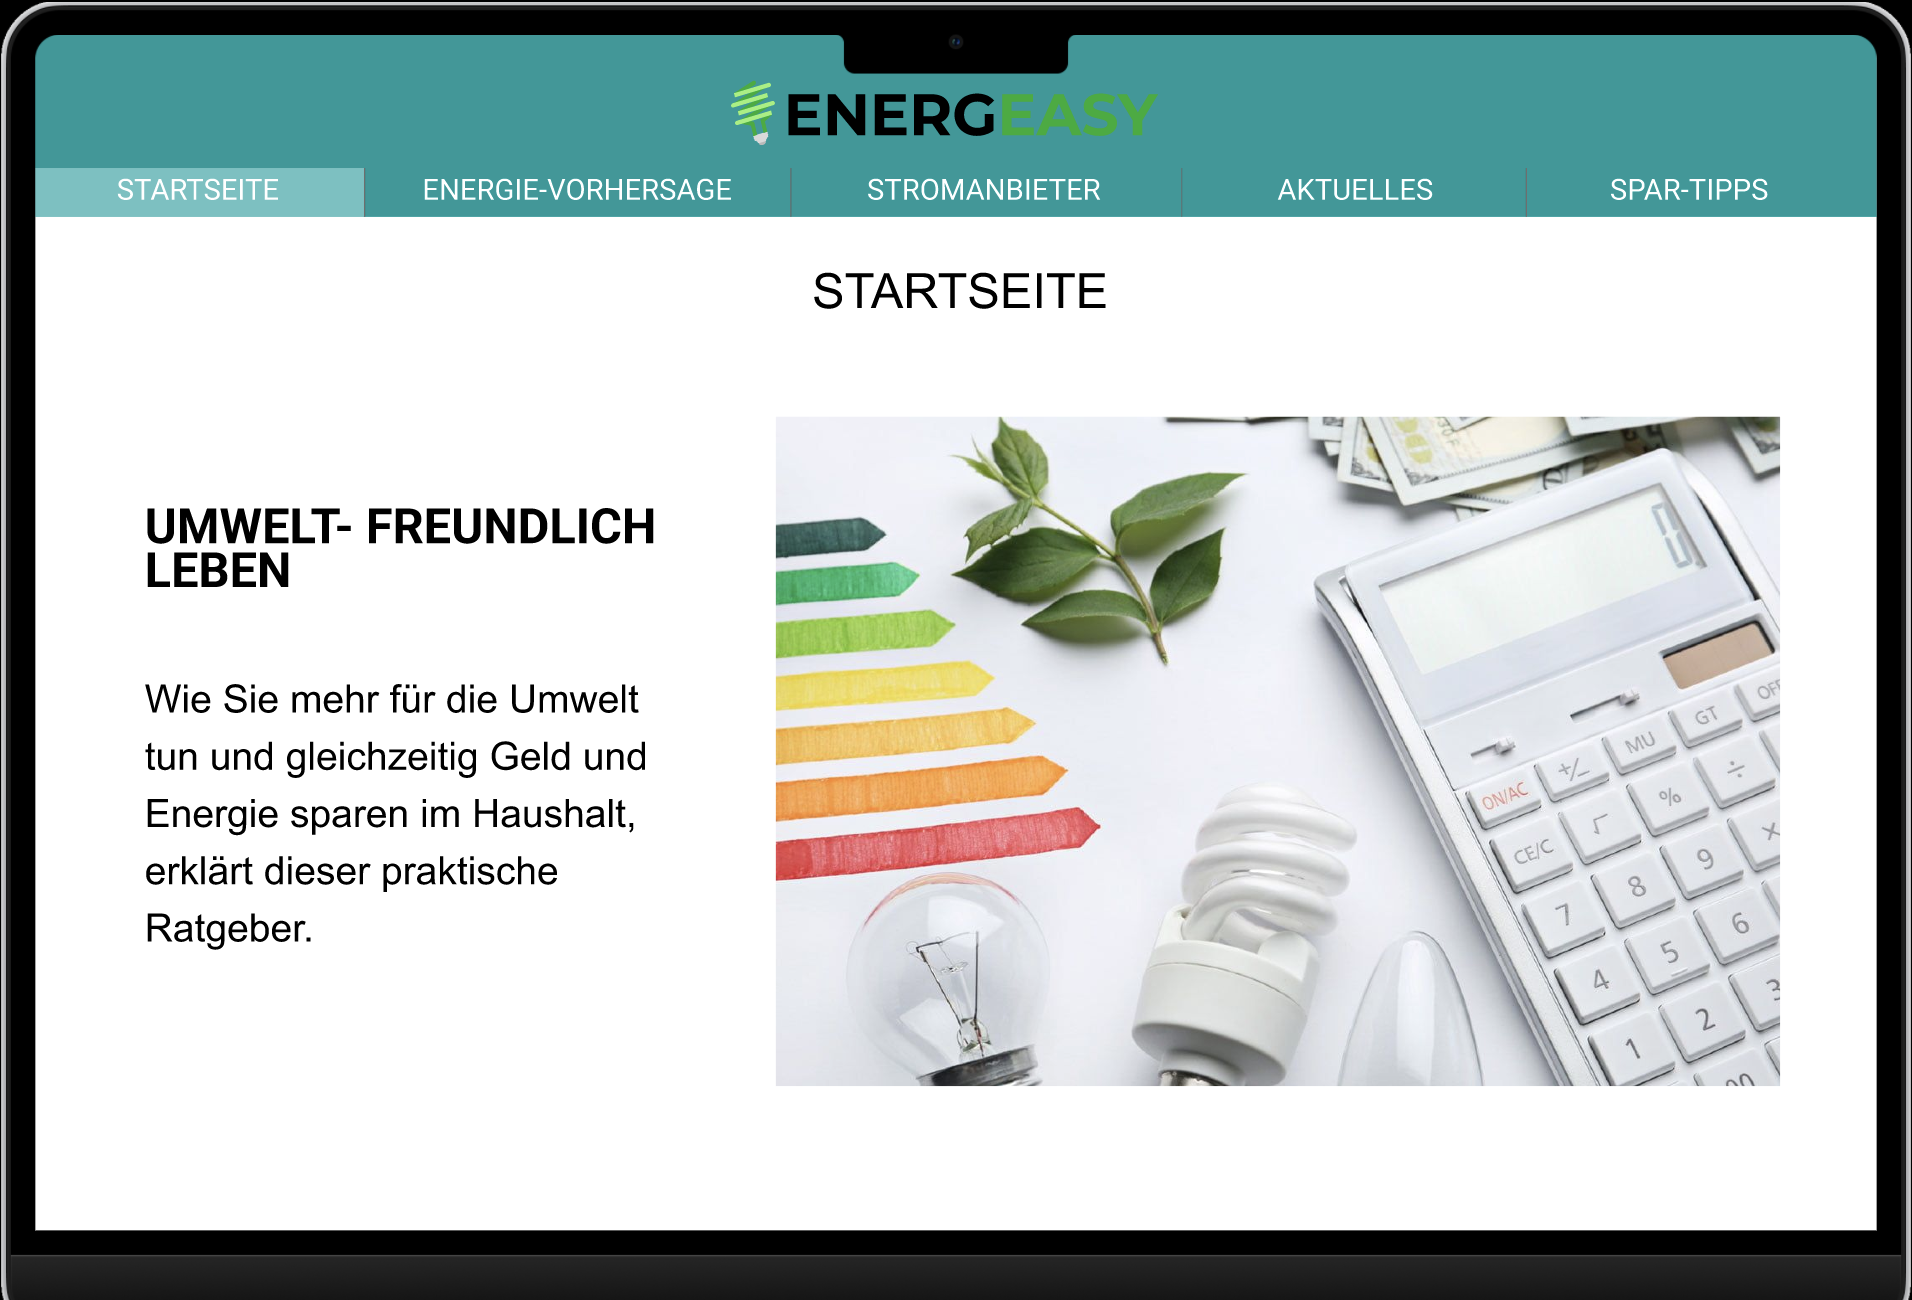 ENERGEASY
STARTSEITE
ENERGIE-VORHERSAGE
STROMANBIETER
AKTUELLES
SPAR-TIPPS
STARTSEITE
UMWELT- FREUNDLICH
LEBEN
Wie Sie mehr für die Umwelt
tun und gleichzeitig Geld und
Energie sparen im Haushalt,
erklärt dieser praktische
Ratgeber.
0.
OFF
GT
MU
+/−
ON/AC
÷
%
√
CE/C
×
9
8
7
6
5
4
3
2
1
00